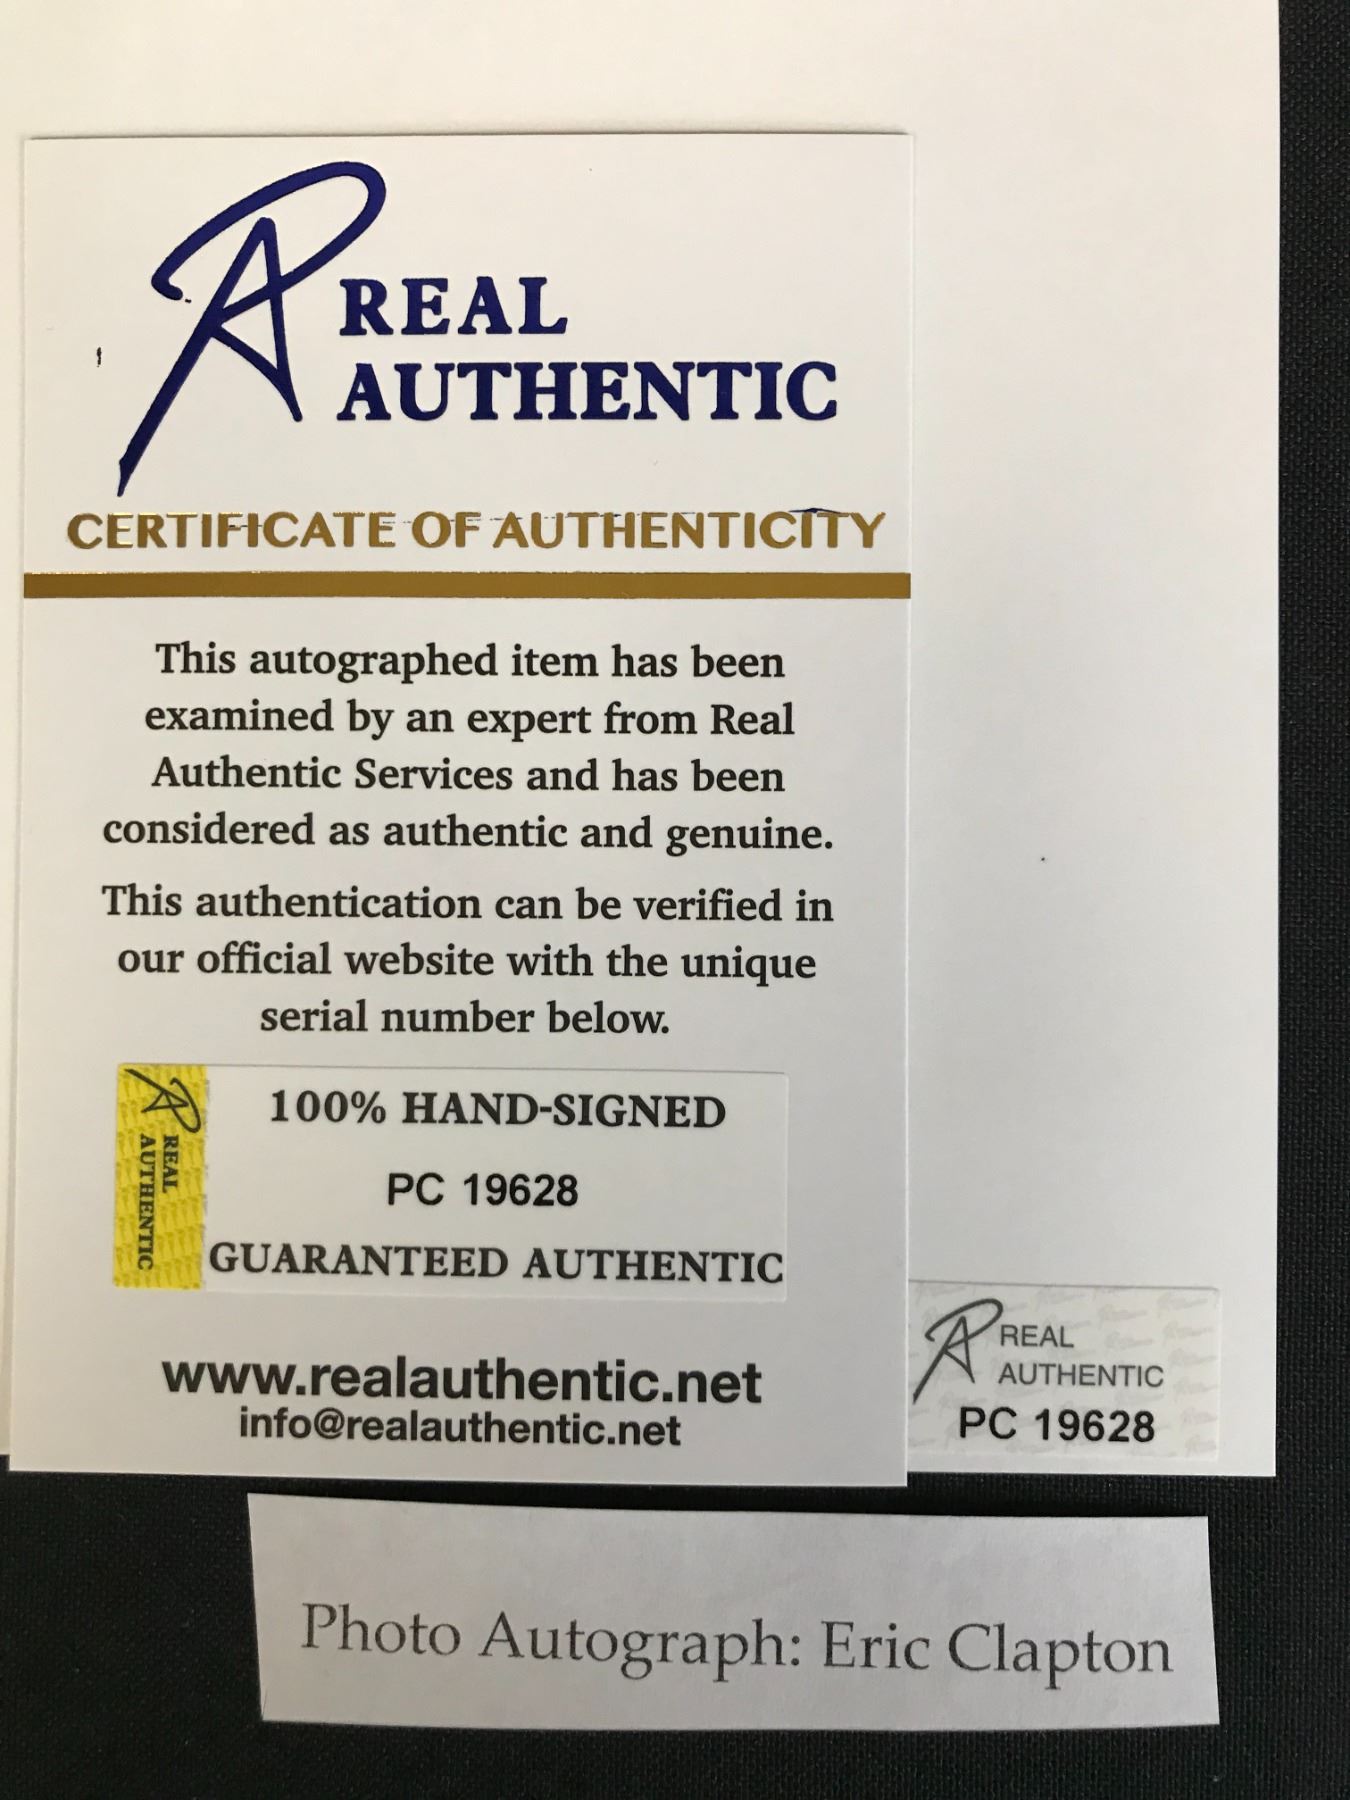 REAL
AUTHENTIC
CERTIFICATE OF AUTHENTICITY
This autographed item has been
examined by an expert from Real
Authentic Services and has been
considered as authentic and genuine.
This authentication can be verified in
our official website with the unique
serial number below.
REAL
AUTHENTIC
100% HAND-SIGNED
PC 19628
GUARANTEED AUTHENTIC
www.realauthentic.net
info@realauthentic.net
REAL
AUTHENTIC
PC 19628
Photo Autograph: Eric Clapton